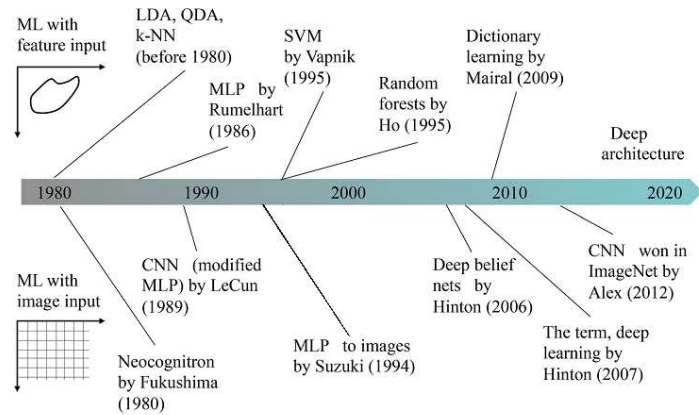 ML with
feature input
LDA, QDA,
k-NN
(before 1980)
MLP by
Rumelhart
(1986)
SVM
by Vapnik
(1995)
Random
forests by
Ho (1995)
Dictionary
learning by
Mairal (2009)
Deep
architecture
1980 1990 2000 2010 2020
ML with
image input
Neocognitron
by Fukushima
(1980)
CNN (modified
MLP) by LeCun
(1989)
MLP to images
by Suzuki (1994)
Deep belief
nets by
Hinton (2006)
The term, deep
learning by
Hinton (2007)
CNN won in
ImageNet by
Alex (2012)